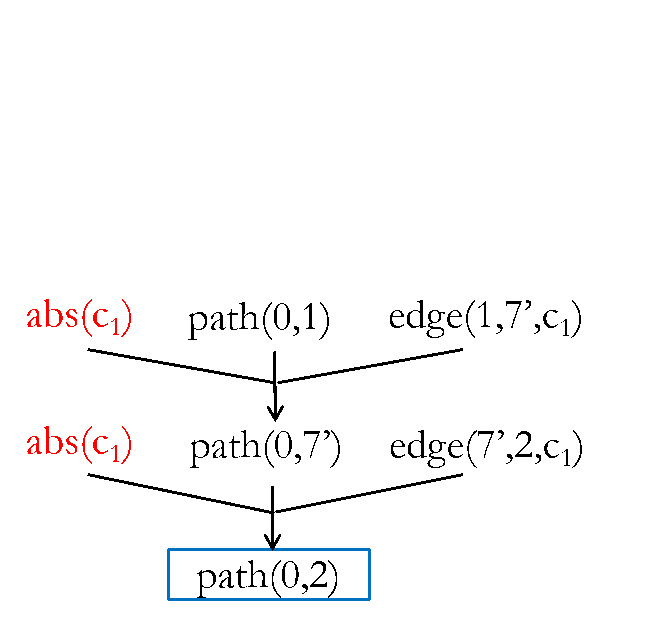 abs(c₁) path(0,1) edge(1,7’,c₁)
abs(c₁) path(0,7’) edge(7’,2,c₁)
path(0,2)